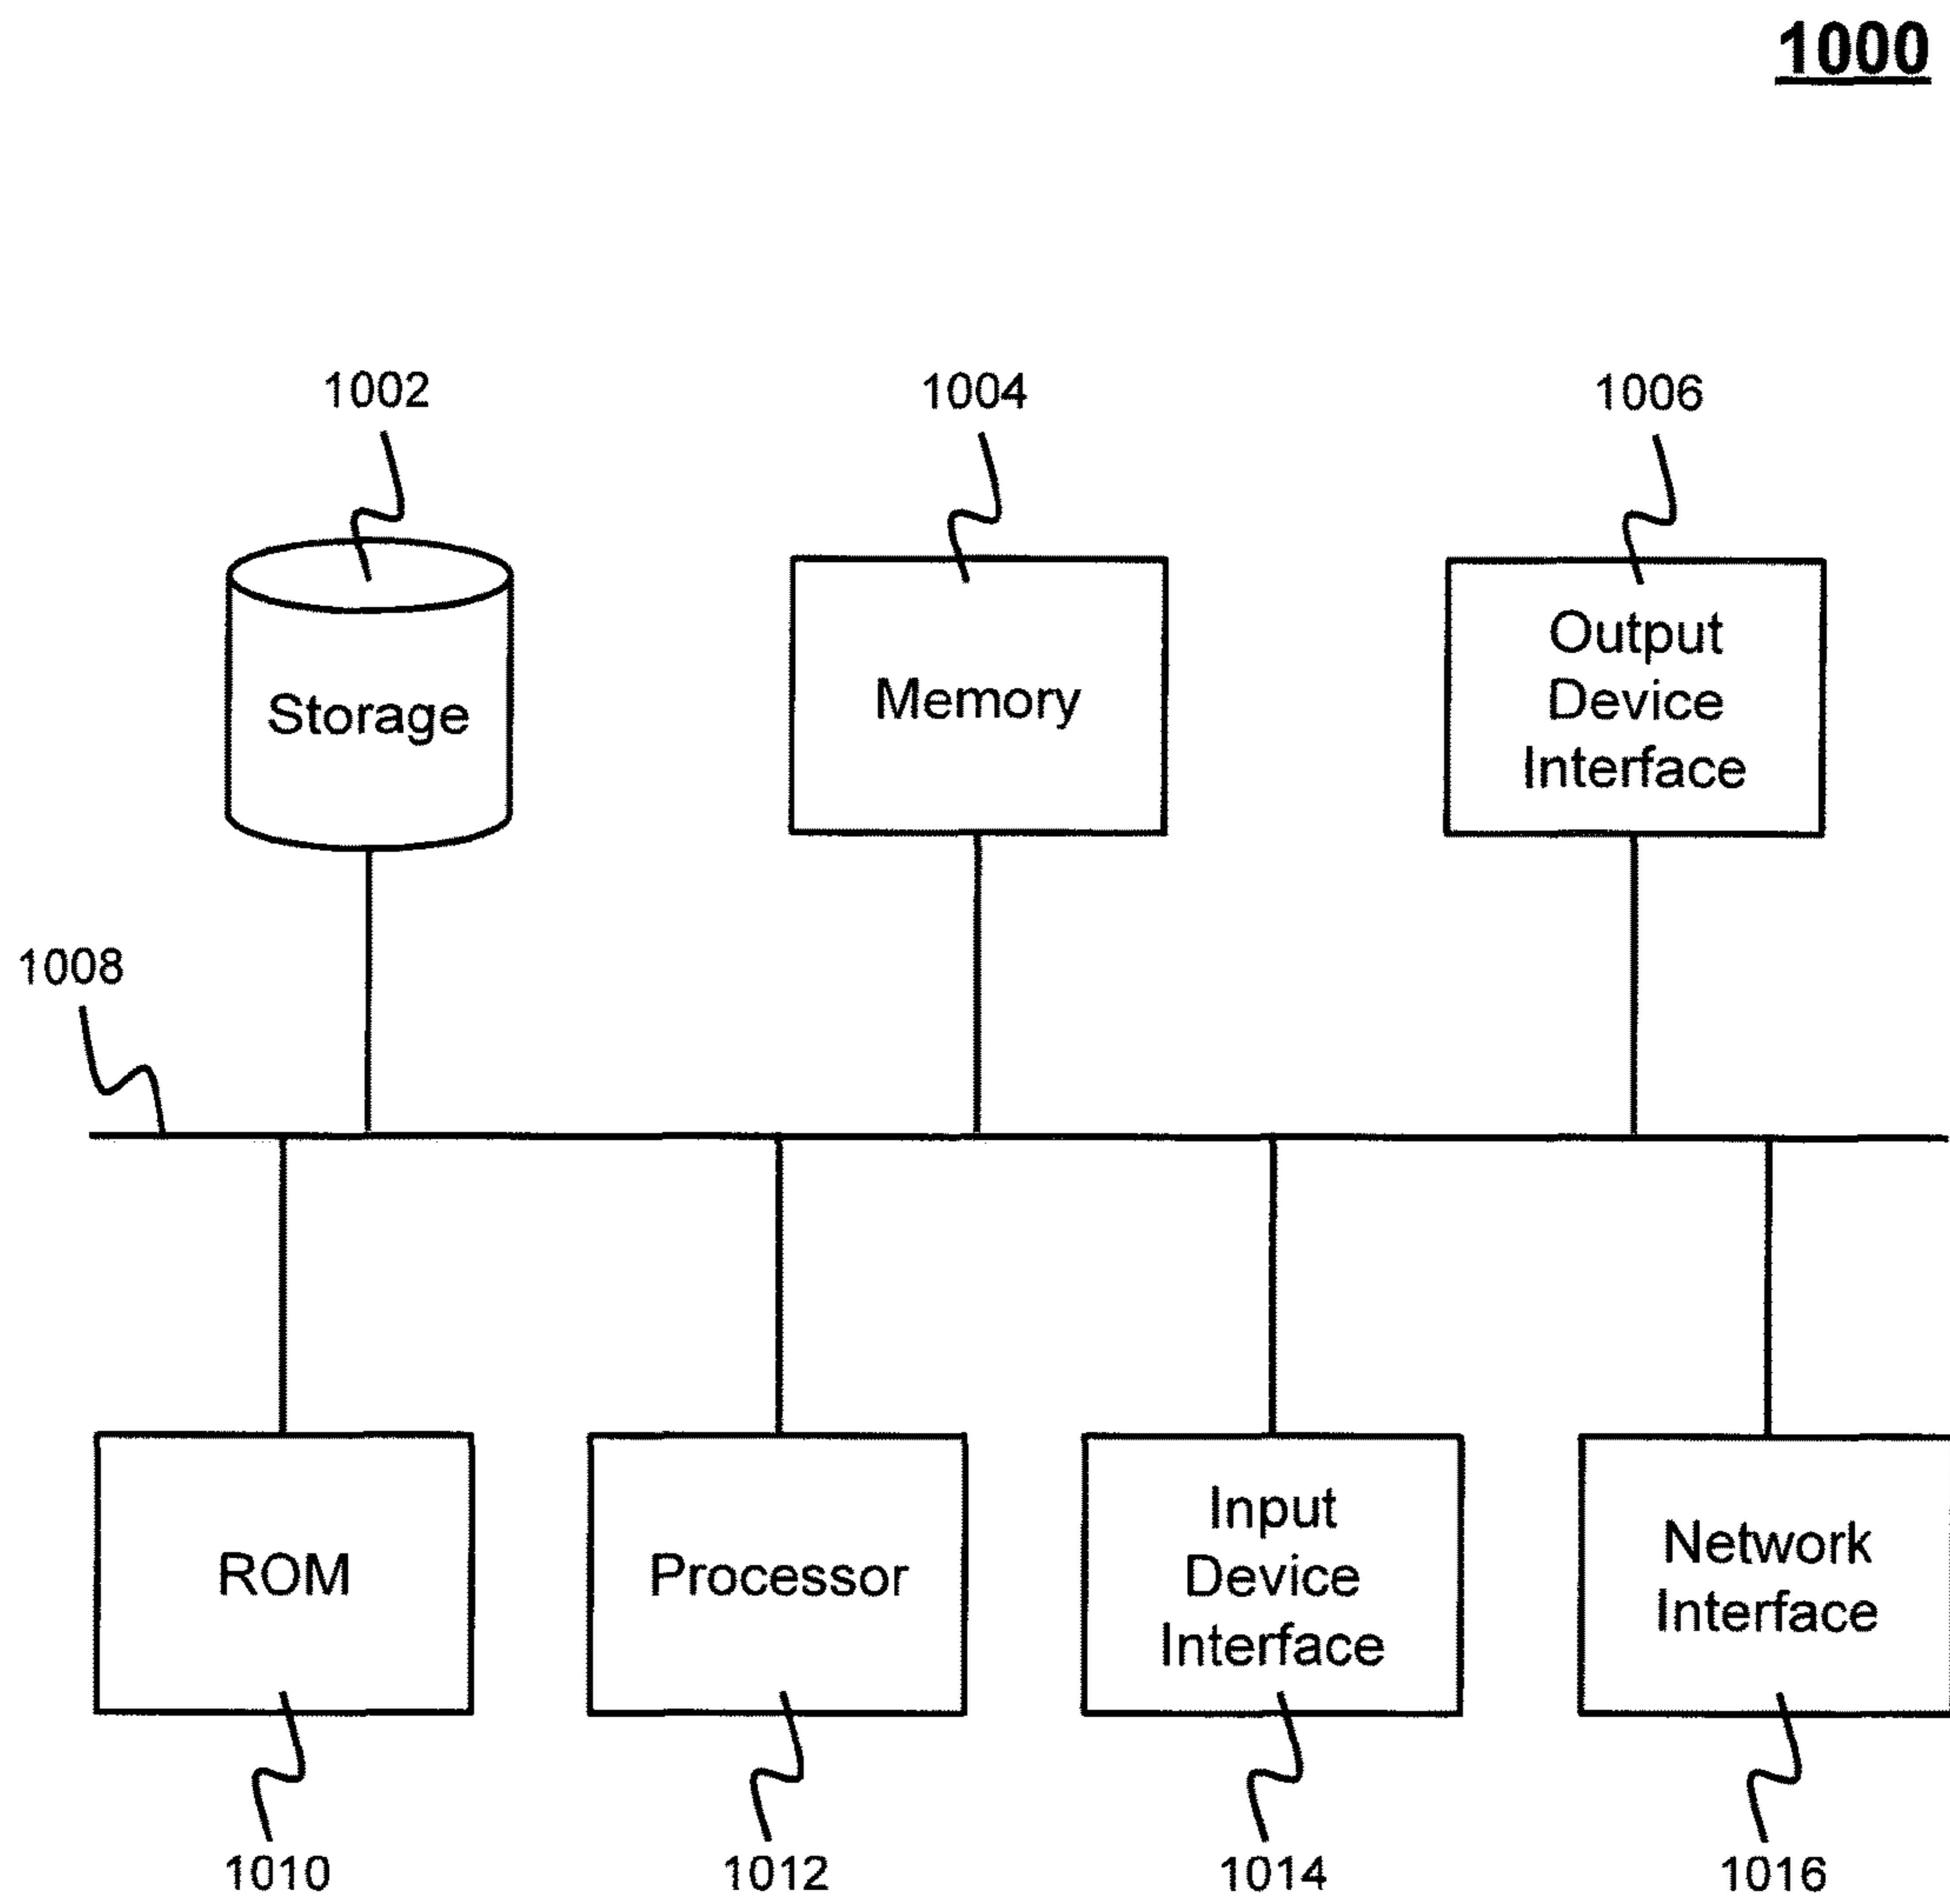 1000
1002
1004
1006
Storage
Memory
Output
Device
Interface
1008
ROM
Processor
Input
Device
Interface
Network
Interface
1010
1012
1014
1016